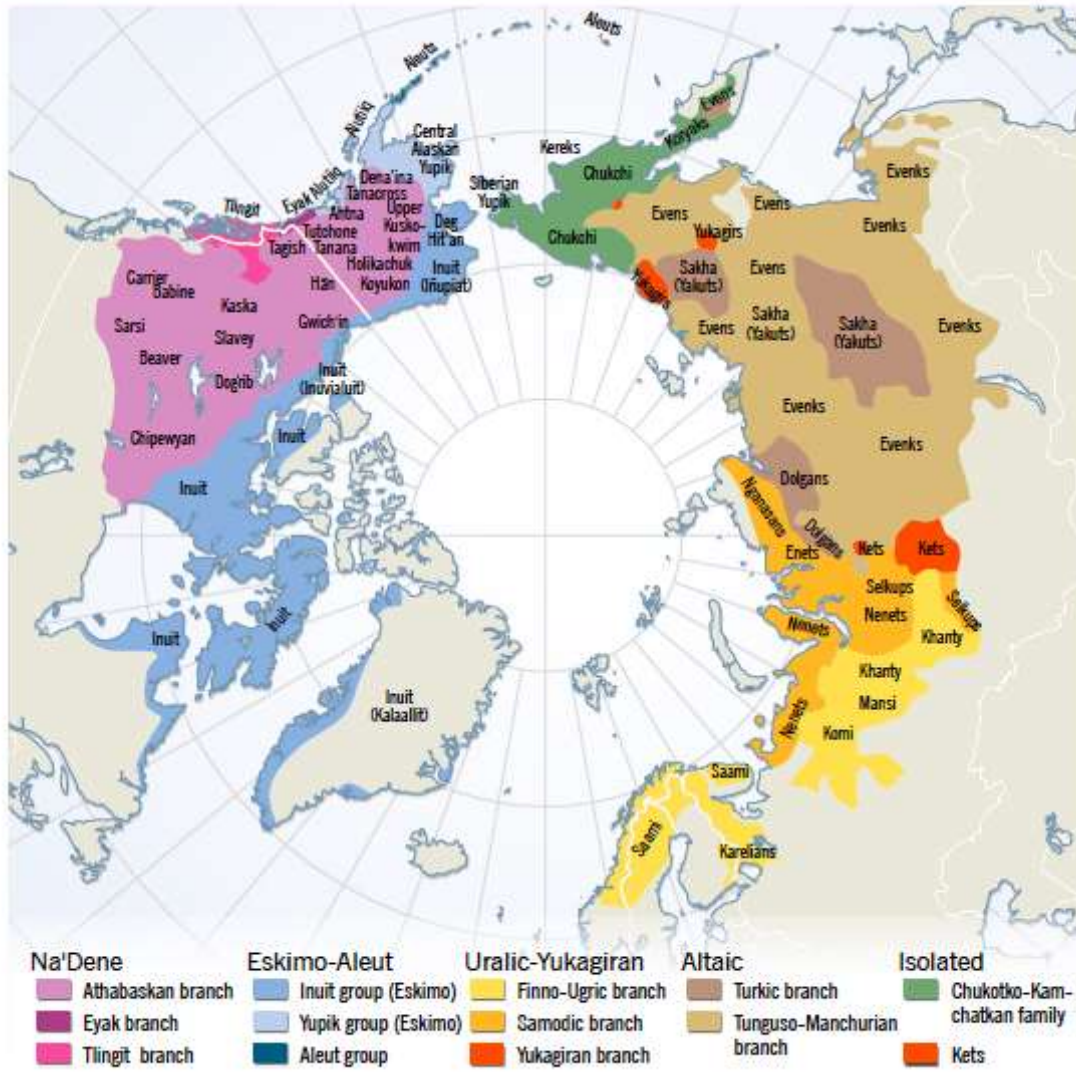 Aleuts
Aleuts
Alutiq
Central
Alaskan
Yupik
Evens
Koryaks
Kereks
Chukchi
Siberian
Yupik
Chukchi
Evenks
Evenks
Evens
Evens
Yukagirs
Yukagirs
Sakha
(Yakuts)
Evens
Evens
Sakha
(Yakuts)
Sakha
(Yakuts)
Evenks
Evenks
Evenks
Tlingit
Eyak
Alutiq
Dena'ina
Tanacross
Ahtna
Upper
Kusko-
kwim
Deg
Hit'an
Tutchone
Tagish
Tanana
Holikachuk
Koyukon
Inuit
(Iñupiat)
Hän
Carrier
Babine
Kaska
Sarsi
Slavey
Gwich'in
Beaver
Dogrib
Inuit
(Inuvialuit)
Chipewyan
Inuit
Inuit
Inuit
Inuit
Inuit
(Kalaallit)
Dolgans
Nganasans
Dolgans
Enets
Kets
Kets
Selkups
Selkups
Nenets
Nenets
Khanty
Khanty
Mansi
Nenets
Komi
Saami
Saami
Karelians
Na'Dene
Athabaskan branch
Eyak branch
Tlingit branch
Eskimo-Aleut
Inuit group (Eskimo)
Yupik group (Eskimo)
Aleut group
Uralic-Yukagiran
Finno-Ugric branch
Samodic branch
Yukagiran branch
Altaic
Turkic branch
Tunguso-Manchurian
branch
Isolated
Chukotko-Kam-
chatkan family
Kets